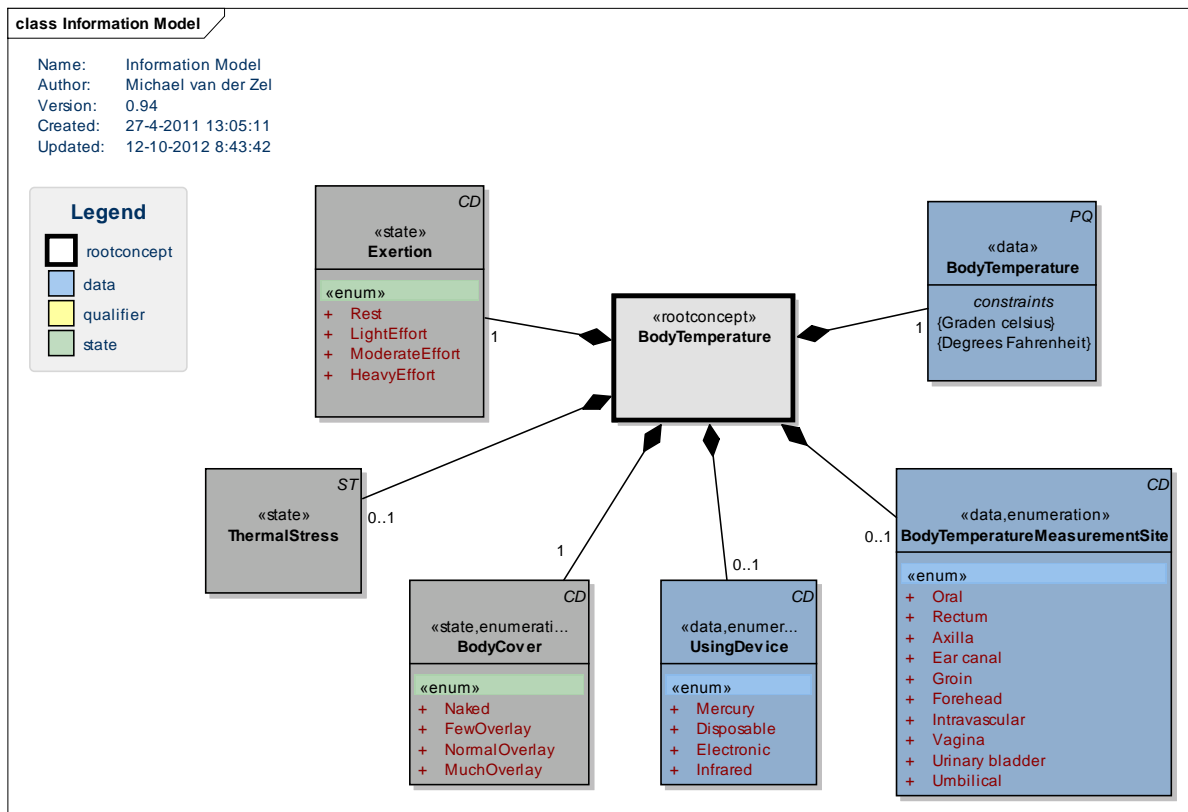 class Information Model
Name: Information Model
Author: Michael van der Zel
Version: 0.94
Created: 27-4-2011 13:05:11
Updated: 12-10-2012 8:43:42
Legend
rootconcept
data
qualifier
state
CD
«state»
Exertion
«enum»
+ Rest
+ LightEffort
+ ModerateEffort
+ HeavyEffort
1
«rootconcept»
BodyTemperature
PQ
«data»
BodyTemperature
constraints
{Graden celsius}
{Degrees Fahrenheit}
1
ST
«state»
ThermalStress
0..1
CD
«state,enumerati...
BodyCover
«enum»
+ Naked
+ FewOverlay
+ NormalOverlay
+ MuchOverlay
1
CD
«data,enumer...
UsingDevice
«enum»
+ Mercury
+ Disposable
+ Electronic
+ Infrared
0..1
CD
«data,enumeration»
BodyTemperatureMeasurementSite
«enum»
+ Oral
+ Rectum
+ Axilla
+ Ear canal
+ Groin
+ Forehead
+ Intravascular
+ Vagina
+ Urinary bladder
+ Umbilical
0..1